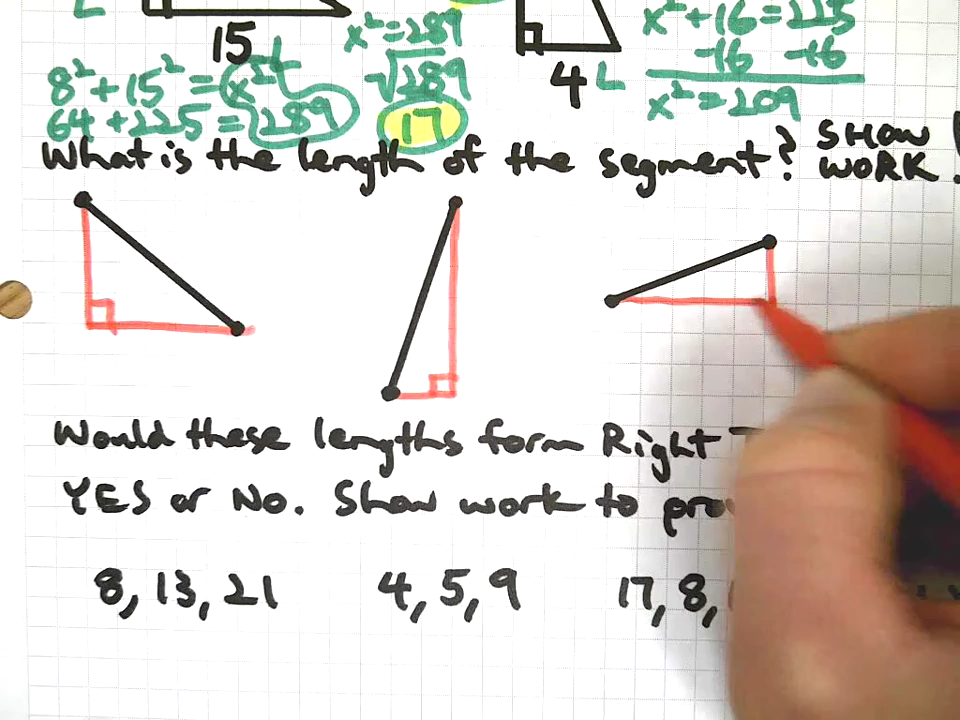 15
x²=289
x²+16=225
8²+15²=(x²)
√289
-16 -16
64+225=289
17
4 L
x²=209
What is the length of the segment? SHOW WORK!
Would these lengths form Right
YES or No. Show work to
8, 13, 21 4, 5, 9 17, 8,